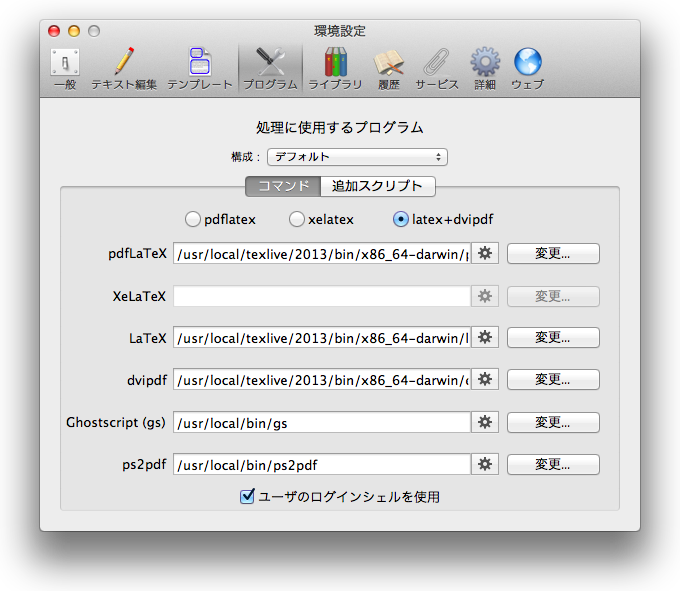 環境設定
一般 テキスト編集 テンプレート プログラム ライブラリ 履歴 サービス 詳細 ウェブ
処理に使用するプログラム
構成： デフォルト
コマンド 追加スクリプト
pdflatex xelatex latex+dvipdf
pdfLaTeX /usr/local/texlive/2013/bin/x86_64-darwin/p 変更...
XeLaTeX 変更...
LaTeX /usr/local/texlive/2013/bin/x86_64-darwin/l 変更...
dvipdf /usr/local/texlive/2013/bin/x86_64-darwin/ 変更...
Ghostscript (gs) /usr/local/bin/gs 変更...
ps2pdf /usr/local/bin/ps2pdf 変更...
ユーザのログインシェルを使用